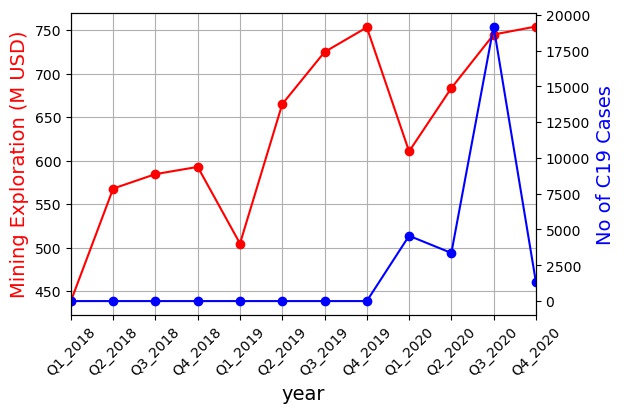 Mining Exploration (M USD)
750
700
650
600
550
500
450
20000
17500
15000
12500
10000
7500
5000
2500
0
No of C19 Cases
Q1_2018
Q2_2018
Q3_2018
Q4_2018
Q1_2019
Q2_2019
Q3_2019
Q4_2019
Q1_2020
Q2_2020
Q3_2020
Q4_2020
year